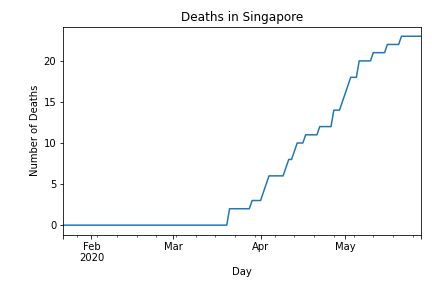 Deaths in Singapore
Number of Deaths
20
15
10
5
0
Feb
2020
Mar
Apr
May
Day